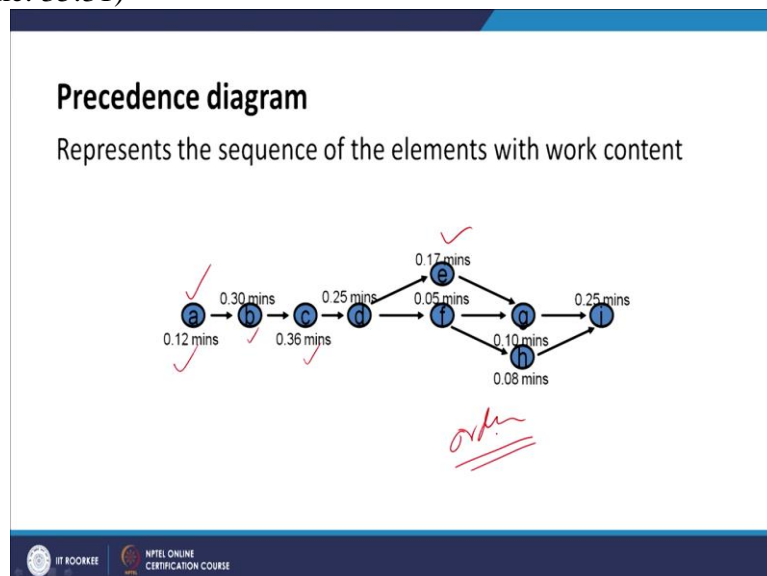 Precedence diagram
Represents the sequence of the elements with work content
0.17 mins
e
0.30 mins
0.25 mins
0.05 mins
0.25 mins
a
b
c
d
f
g
i
0.12 mins
0.36 mins
0.10 mins
h
0.08 mins
order
IT ROORKEE
NPTEL ONLINE
CERTIFICATION COURSE